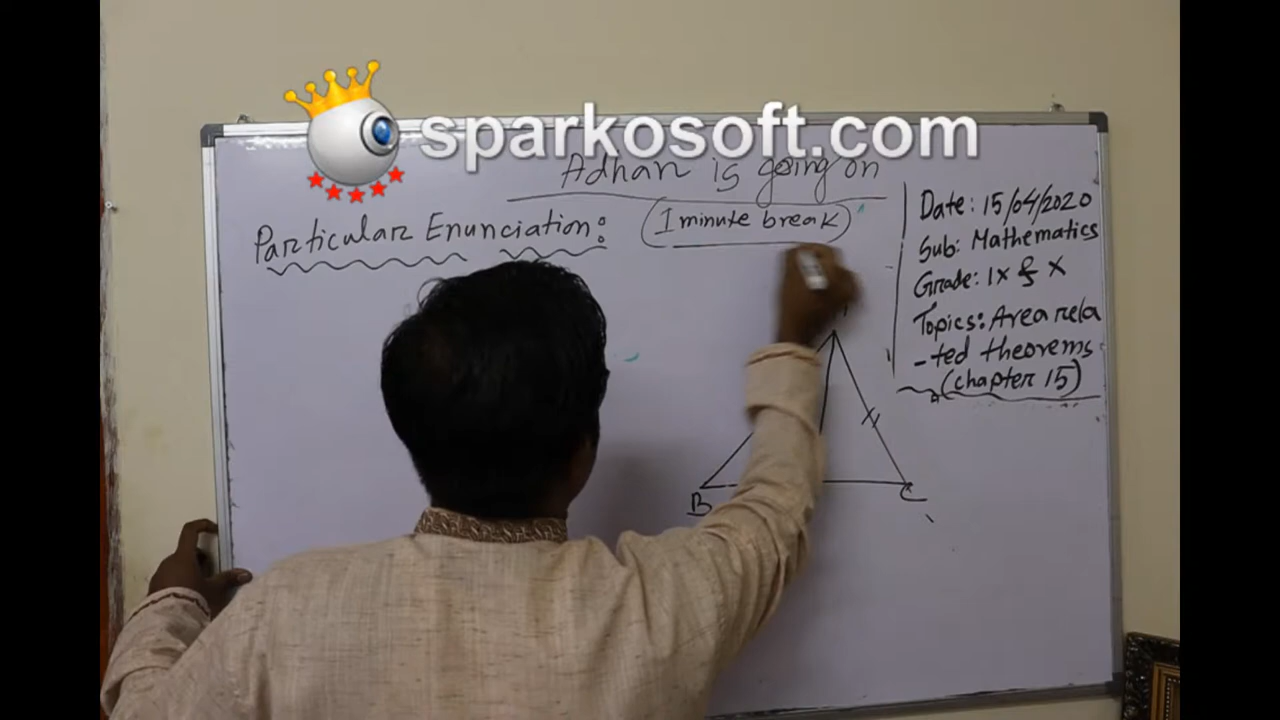 sparkosoft.com
Adhan is going on
Particular Enunciation:
(1 minute break)
Date: 15/04/2020
Sub: Mathematics
Grade: IX & X
Topics: Area rela
-ted theorems
(chapter 15)
B
C